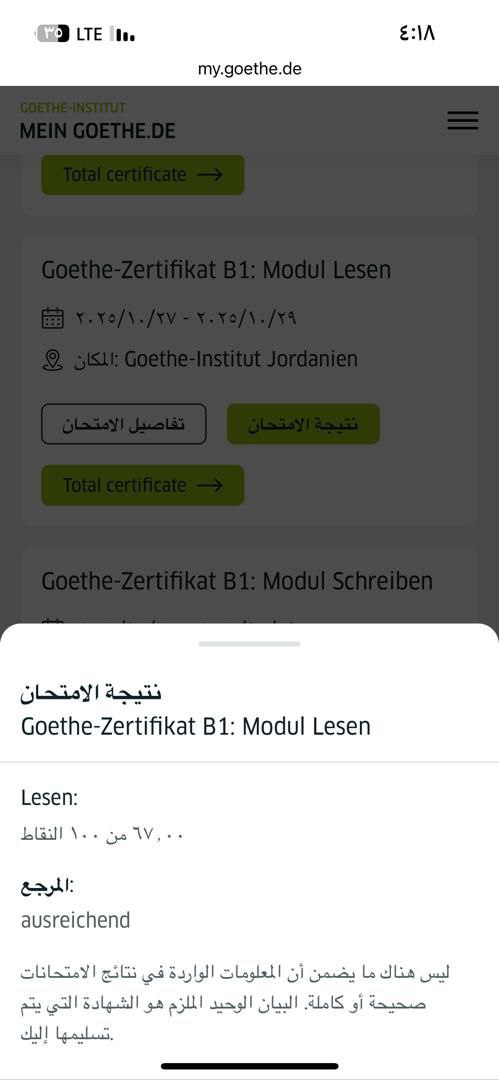 ٤:١٨
LTE ٣٥
my.goethe.de
GOETHE-INSTITUT
MEIN GOETHE.DE
Total certificate →
Goethe-Zertifikat B1: Modul Lesen
٢٠٢٥/١٠/٢٧ - ٢٠٢٥/١٠/٢٩
المكان: Goethe-Institut Jordanien
تفاصيل الامتحان
نتيجة الامتحان
Total certificate →
Goethe-Zertifikat B1: Modul Schreiben
نتيجة الامتحان
Goethe-Zertifikat B1: Modul Lesen
Lesen:
٦٧,٠٠ من ١٠٠ النقاط
المرجع:
ausreichend
ليس هناك ما يضمن أن المعلومات الواردة في نتائج الامتحانات
صحيحة أو كاملة. البيان الوحيد الملزم هو الشهادة التي يتم
تسليمها إليك.